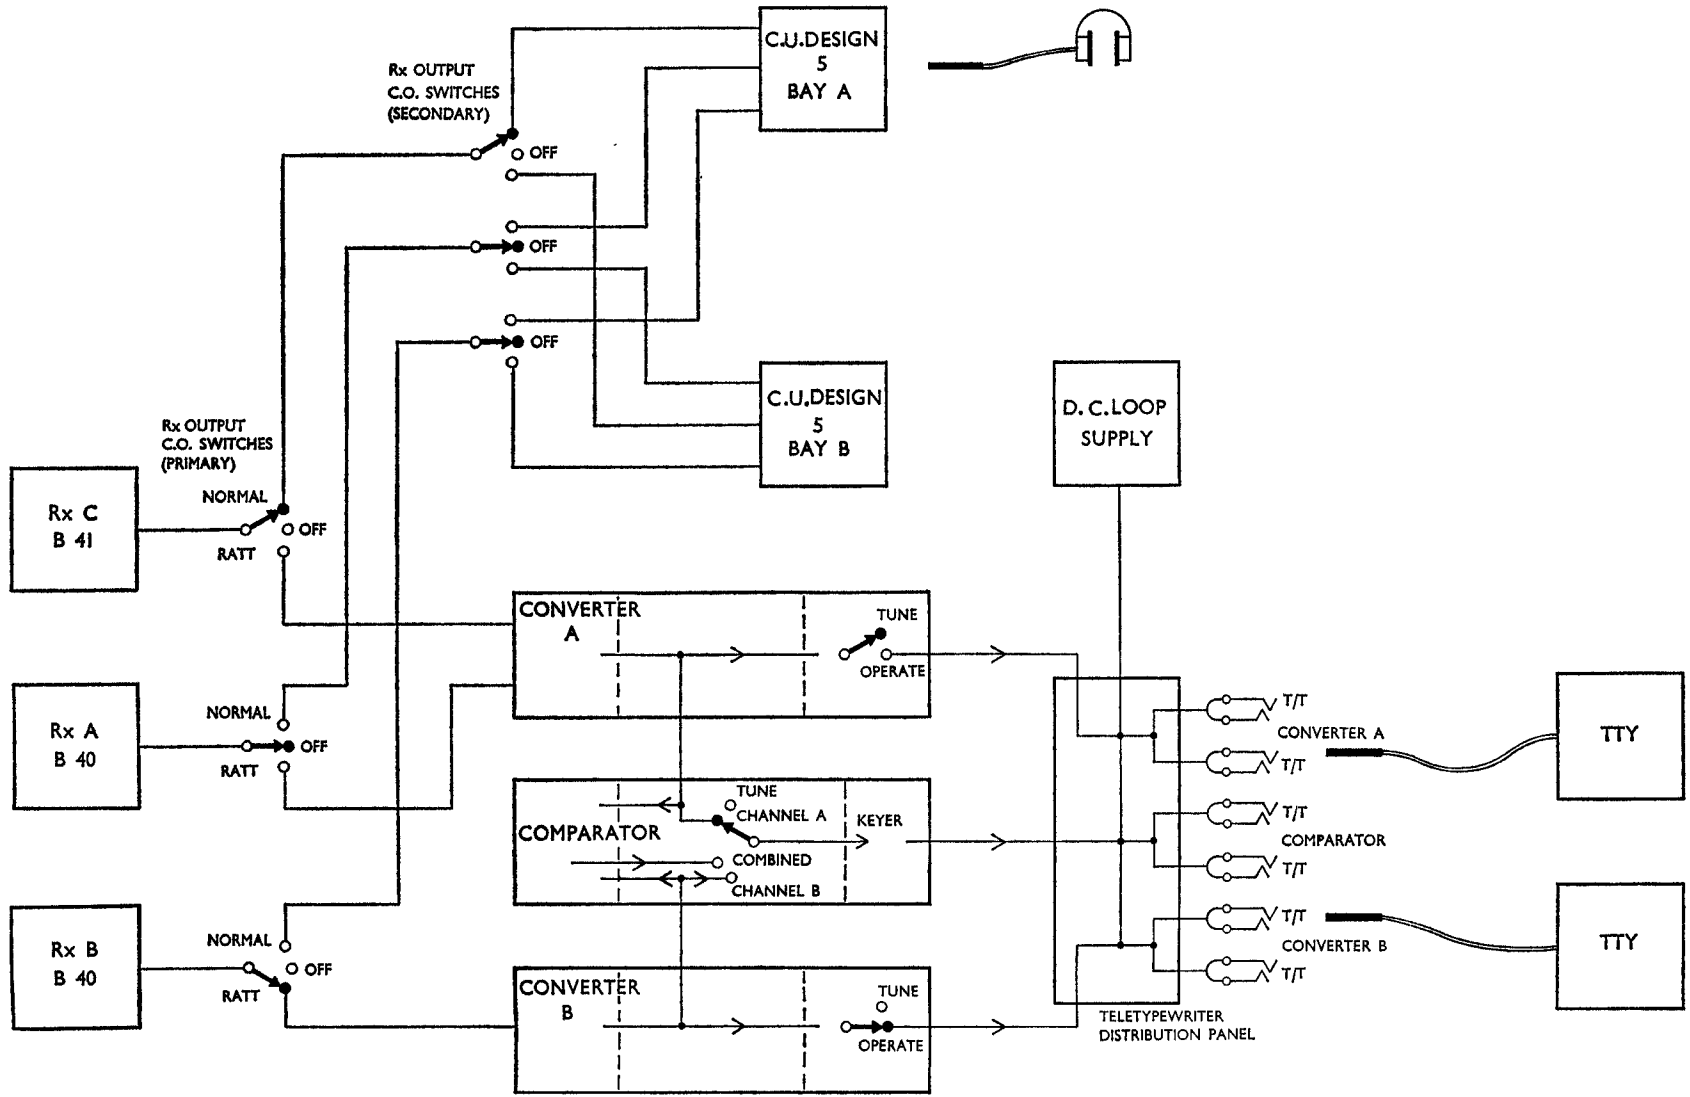 C.U.DESIGN
5
BAY A
Rx OUTPUT
C.O. SWITCHES
(SECONDARY)
OFF
OFF
OFF
C.U.DESIGN
5
BAY B
D.C.LOOP
SUPPLY
Rx OUTPUT
C.O. SWITCHES
(PRIMARY)
Rx C
B 41
NORMAL
OFF
RATT
CONVERTER
A
TUNE
OPERATE
Rx A
B 40
NORMAL
OFF
RATT
T/T
CONVERTER A
T/T
TTY
COMPARATOR
TUNE
CHANNEL A
KEYER
COMBINED
CHANNEL B
T/T
COMPARATOR
T/T
Rx B
B 40
NORMAL
OFF
RATT
T/T
CONVERTER B
T/T
TTY
CONVERTER
B
TUNE
OPERATE
TELETYPEWRITER
DISTRIBUTION PANEL